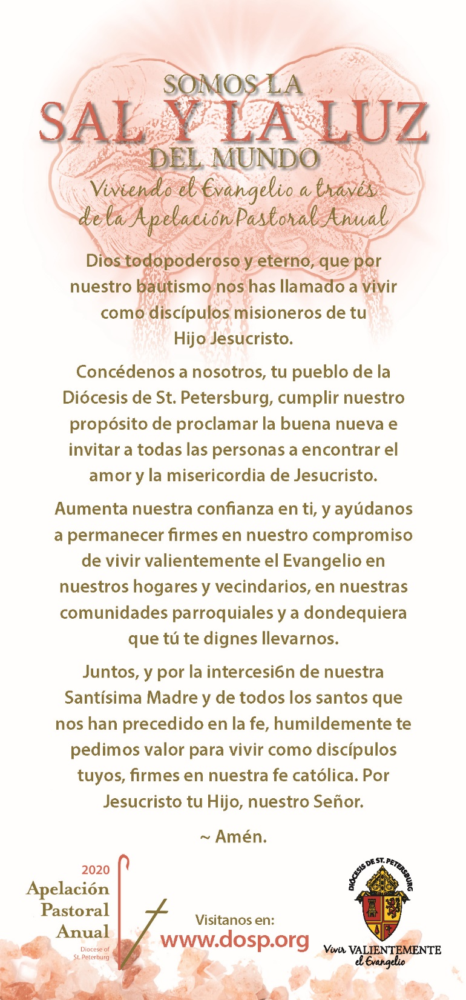 SOMOS LA
SAL Y LA LUZ
DEL MUNDO
Viviendo el Evangelio a través
de la Apelación Pastoral Anual
Dios todopoderoso y eterno, que por
nuestro bautismo nos has llamado a vivir
como discípulos misioneros de tu
Hijo Jesucristo.
Concédenos a nosotros, tu pueblo de la
Diócesis de St. Petersburg, cumplir nuestro
propósito de proclamar la buena nueva e
invitar a todas las personas a encontrar el
amor y la misericordia de Jesucristo.
Aumenta nuestra confianza en ti, y ayúdanos
a permanecer firmes en nuestro compromiso
de vivir valientemente el Evangelio en
nuestros hogares y vecindarios, en nuestras
comunidades parroquiales y a dondequiera
que tú te dignes llevarnos.
Juntos, y por la intercesi6n de nuestra
Santísima Madre y de todos los santos que
nos han precedido en la fe, humildemente te
pedimos valor para vivir como discípulos
tuyos, firmes en nuestra fe católica. Por
Jesucristo tu Hijo, nuestro Señor.
~ Amén.
2020
Apelación
Pastoral
Anual
Diocese of
St. Peterburg
Visitanos en:
www.dosp.org
DIÓCESIS DE ST. PETERSBURG
Vivir VALIENTEMENTE
el Evangelio